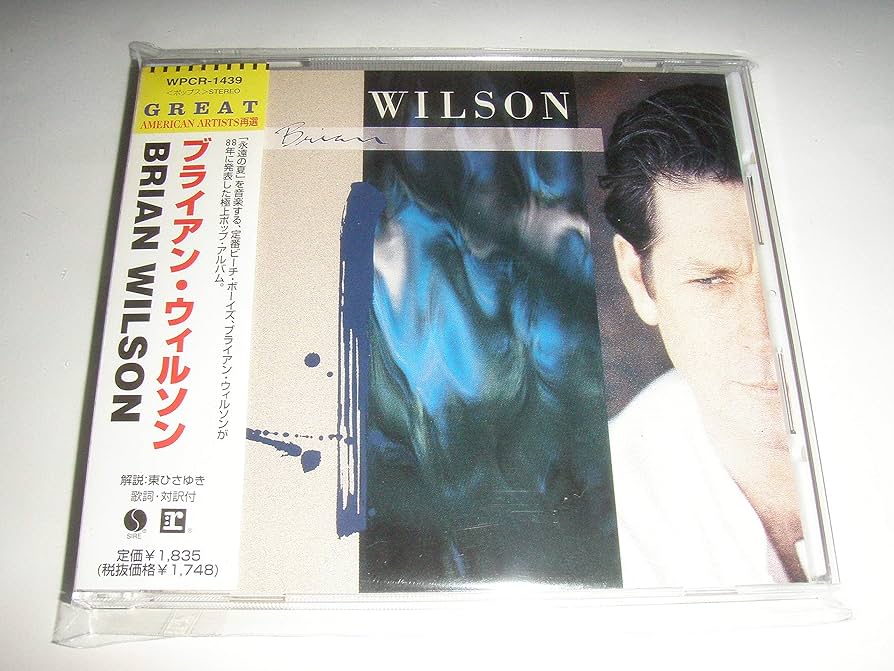 WPCR-1439
<ポップス>STEREO
GREAT
AMERICAN ARTISTS再選
ブライアン・ウィルソン
BRIAN WILSON
「永遠の夏」を音楽する、定番ビーチ・ボーイズ、ブライアン・ウィルソンが
88年に発表した極上ポップ・アルバム。
解説:東ひさゆき
歌詞・対訳付
SIRE
定価¥1,835
(税抜価格¥1,748)
WILSON
Brian